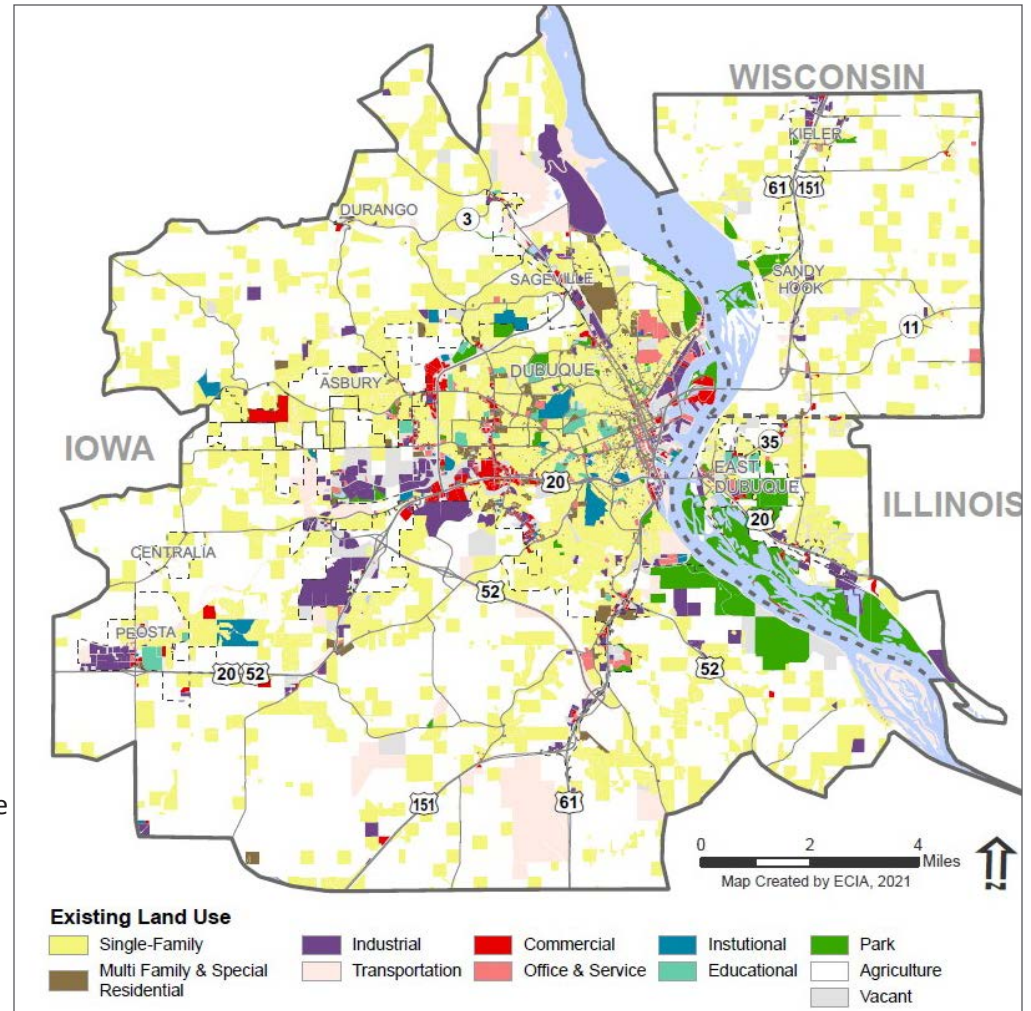 WISCONSIN
KIELER
61 151
DURANGO
3
SAGEVILLE
SANDY
HOOK
11
ASBURY
DUBUQUE
IOWA
35
EAST
DUBUQUE
20
20
ILLINOIS
CENTRALIA
52
PEOSTA
20 52
52
151
61
0 2 4 Miles
Map Created by ECIA, 2021
N
e
Existing Land Use
Single-Family
Industrial
Commercial
Instutional
Park
Multi Family & Special
Residential
Transportation
Office & Service
Educational
Agriculture
Vacant